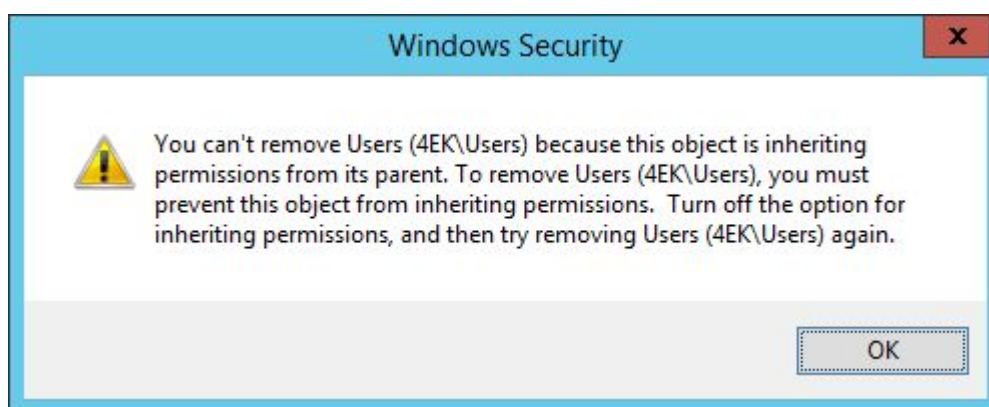 Windows Security
x
You can't remove Users (4EK\Users) because this object is inheriting
permissions from its parent. To remove Users (4EK\Users), you must
prevent this object from inheriting permissions.  Turn off the option for
inheriting permissions, and then try removing Users (4EK\Users) again.
OK